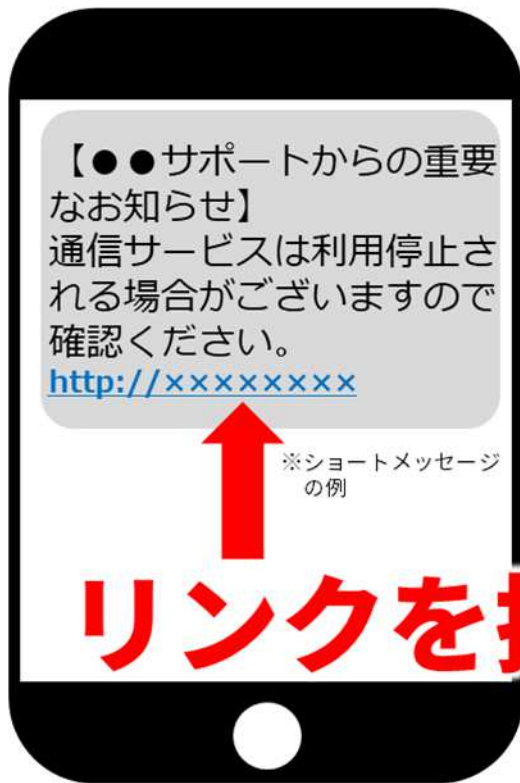 【●●サポートからの重要
なお知らせ】
通信サービスは利用停止さ
れる場合がございますので
確認ください。
http://××××××××
※ショートメッセージ
の例
リンクを